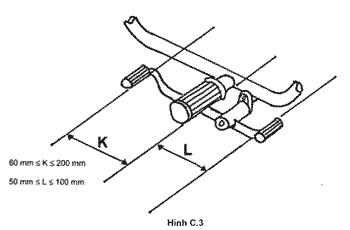 K
L
60 mm ≤ K ≤ 200 mm
50 mm ≤ L ≤ 100 mm
Hình C.3